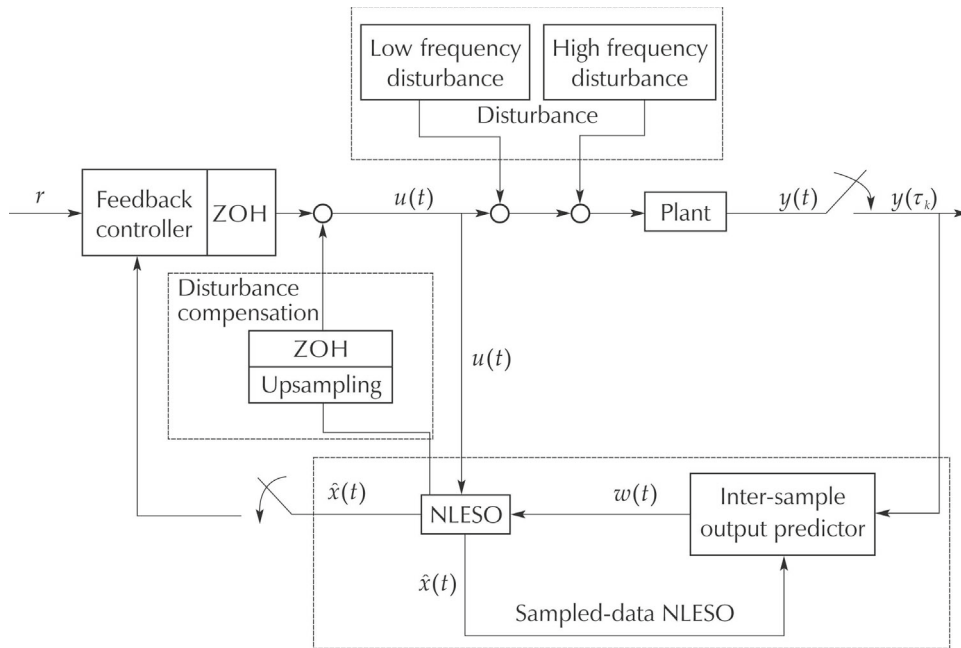 Low frequency
disturbance
High frequency
disturbance
Disturbance
r
Feedback
controller
ZOH
u(t)
Plant
y(t)
y(τₖ)
Disturbance
compensation
ZOH
Upsampling
u(t)
x̂(t)
NLESO
w(t)
Inter-sample
output predictor
x̂(t)
Sampled-data NLESO